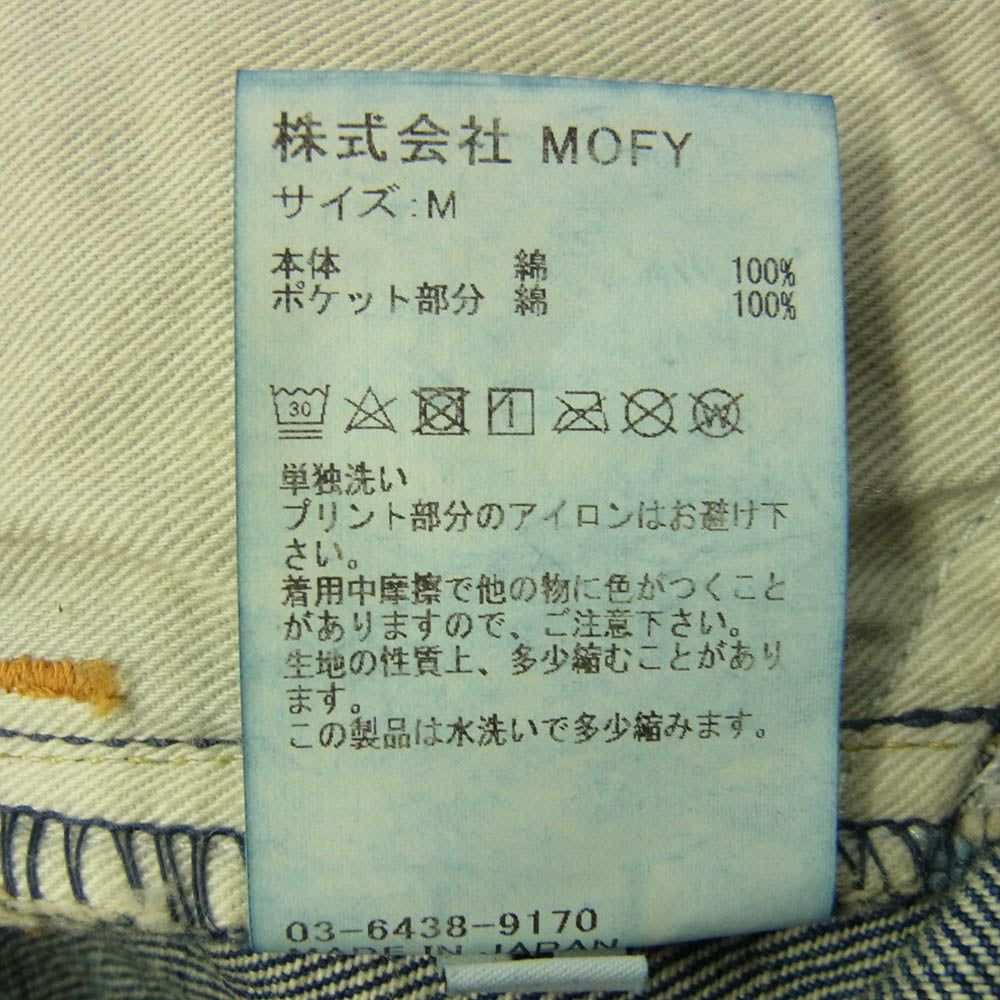 株式会社 MOFY
サイズ:M
本体 綿 100%
ポケット部分 綿 100%
30
W
単独洗い
プリント部分のアイロンはお避け下
さい。
着用中摩擦で他の物に色がつくこと
がありますので、ご注意下さい。
生地の性質上、多少縮むことがあり
ます。
この製品は水洗いで多少縮みます。
03-6438-9170
MADE IN JAPAN